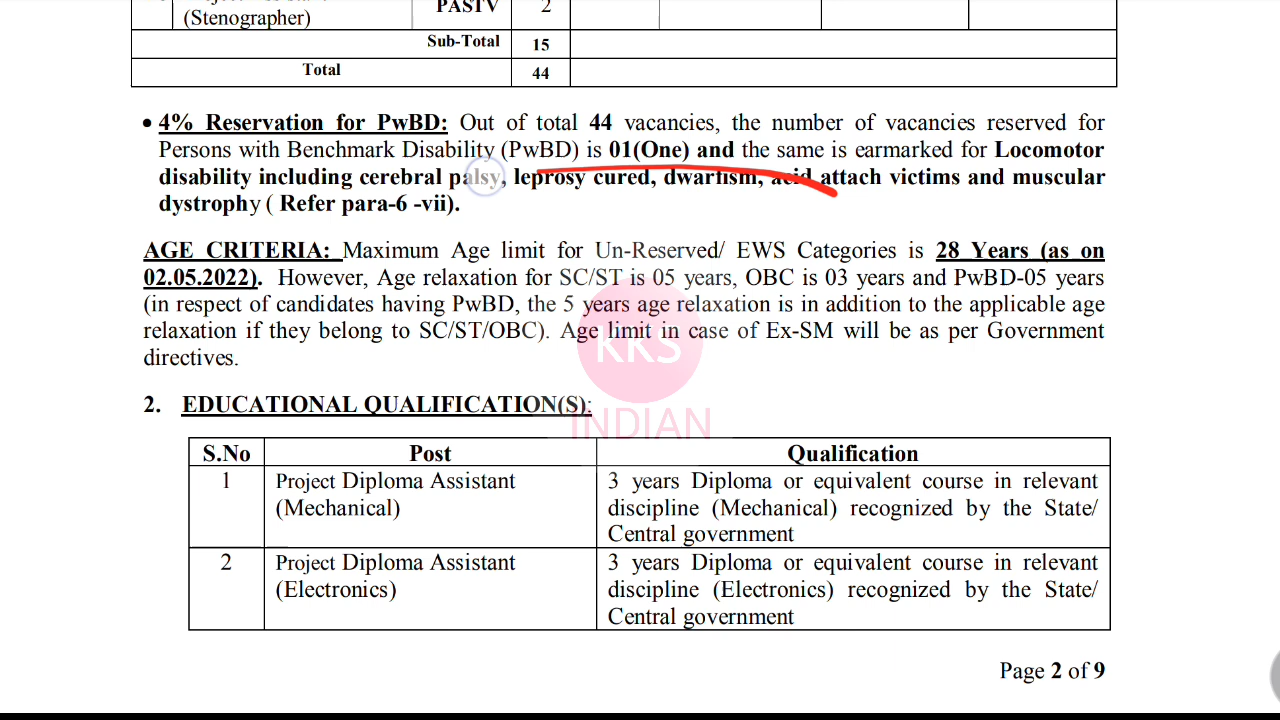 (Stenographer)
PASTV 2
Sub-Total 15
Total 44
• 4% Reservation for PwBD: Out of total 44 vacancies, the number of vacancies reserved for
Persons with Benchmark Disability (PwBD) is 01(One) and the same is earmarked for Locomotor
disability including cerebral palsy, leprosy cured, dwarfism, acid attach victims and muscular
dystrophy ( Refer para-6 -vii).
AGE CRITERIA: Maximum Age limit for Un-Reserved/ EWS Categories is 28 Years (as on
02.05.2022). However, Age relaxation for SC/ST is 05 years, OBC is 03 years and PwBD-05 years
(in respect of candidates having PwBD, the 5 years age relaxation is in addition to the applicable age
relaxation if they belong to SC/ST/OBC). Age limit in case of Ex-SM will be as per Government
directives.
KKS
INDIAN
2. EDUCATIONAL QUALIFICATION(S):
S.No Post Qualification
1 Project Diploma Assistant 3 years Diploma or equivalent course in relevant
(Mechanical) discipline (Mechanical) recognized by the State/
Central government
2 Project Diploma Assistant 3 years Diploma or equivalent course in relevant
(Electronics) discipline (Electronics) recognized by the State/
Central government
Page 2 of 9